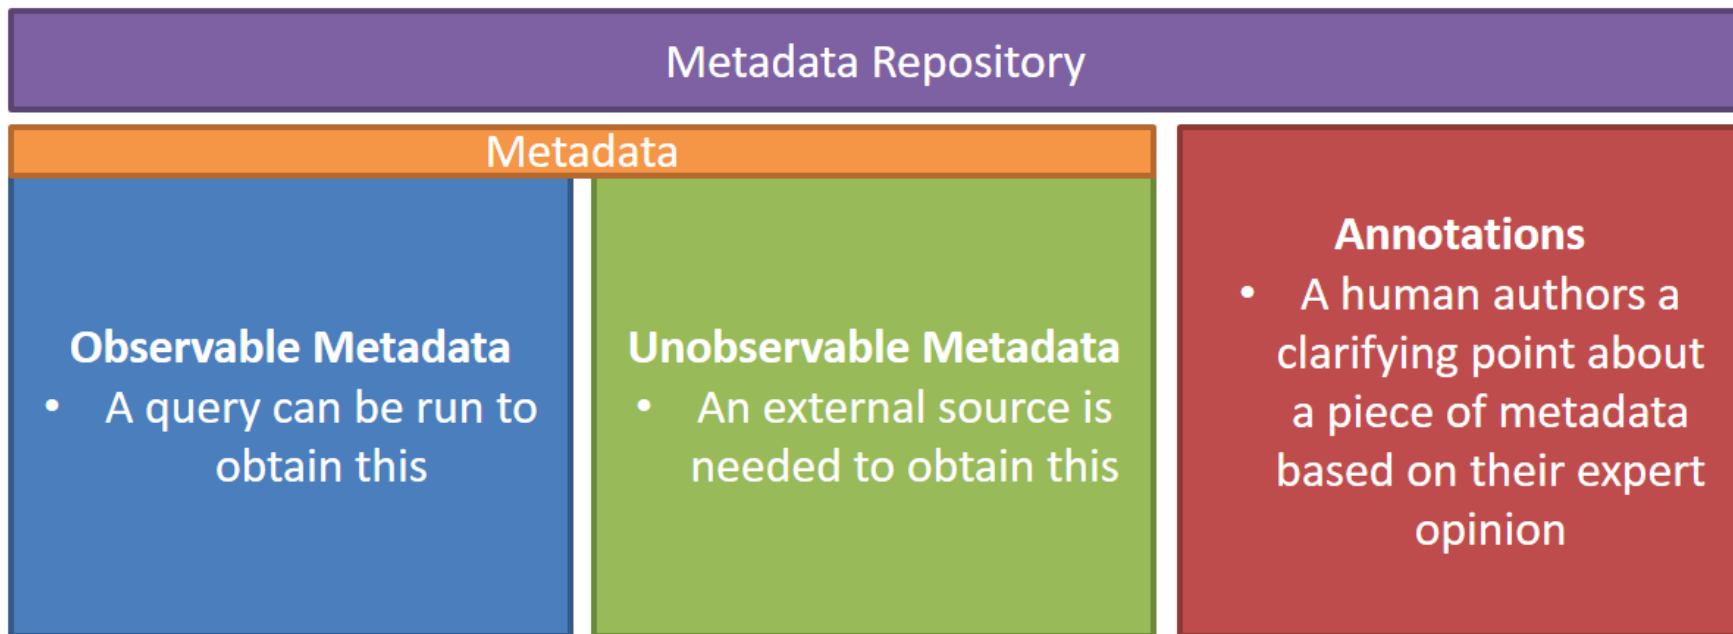 Metadata Repository
Metadata
Observable Metadata
• A query can be run to
obtain this
Unobservable Metadata
• An external source is
needed to obtain this
Annotations
• A human authors a
clarifying point about
a piece of metadata
based on their expert
opinion